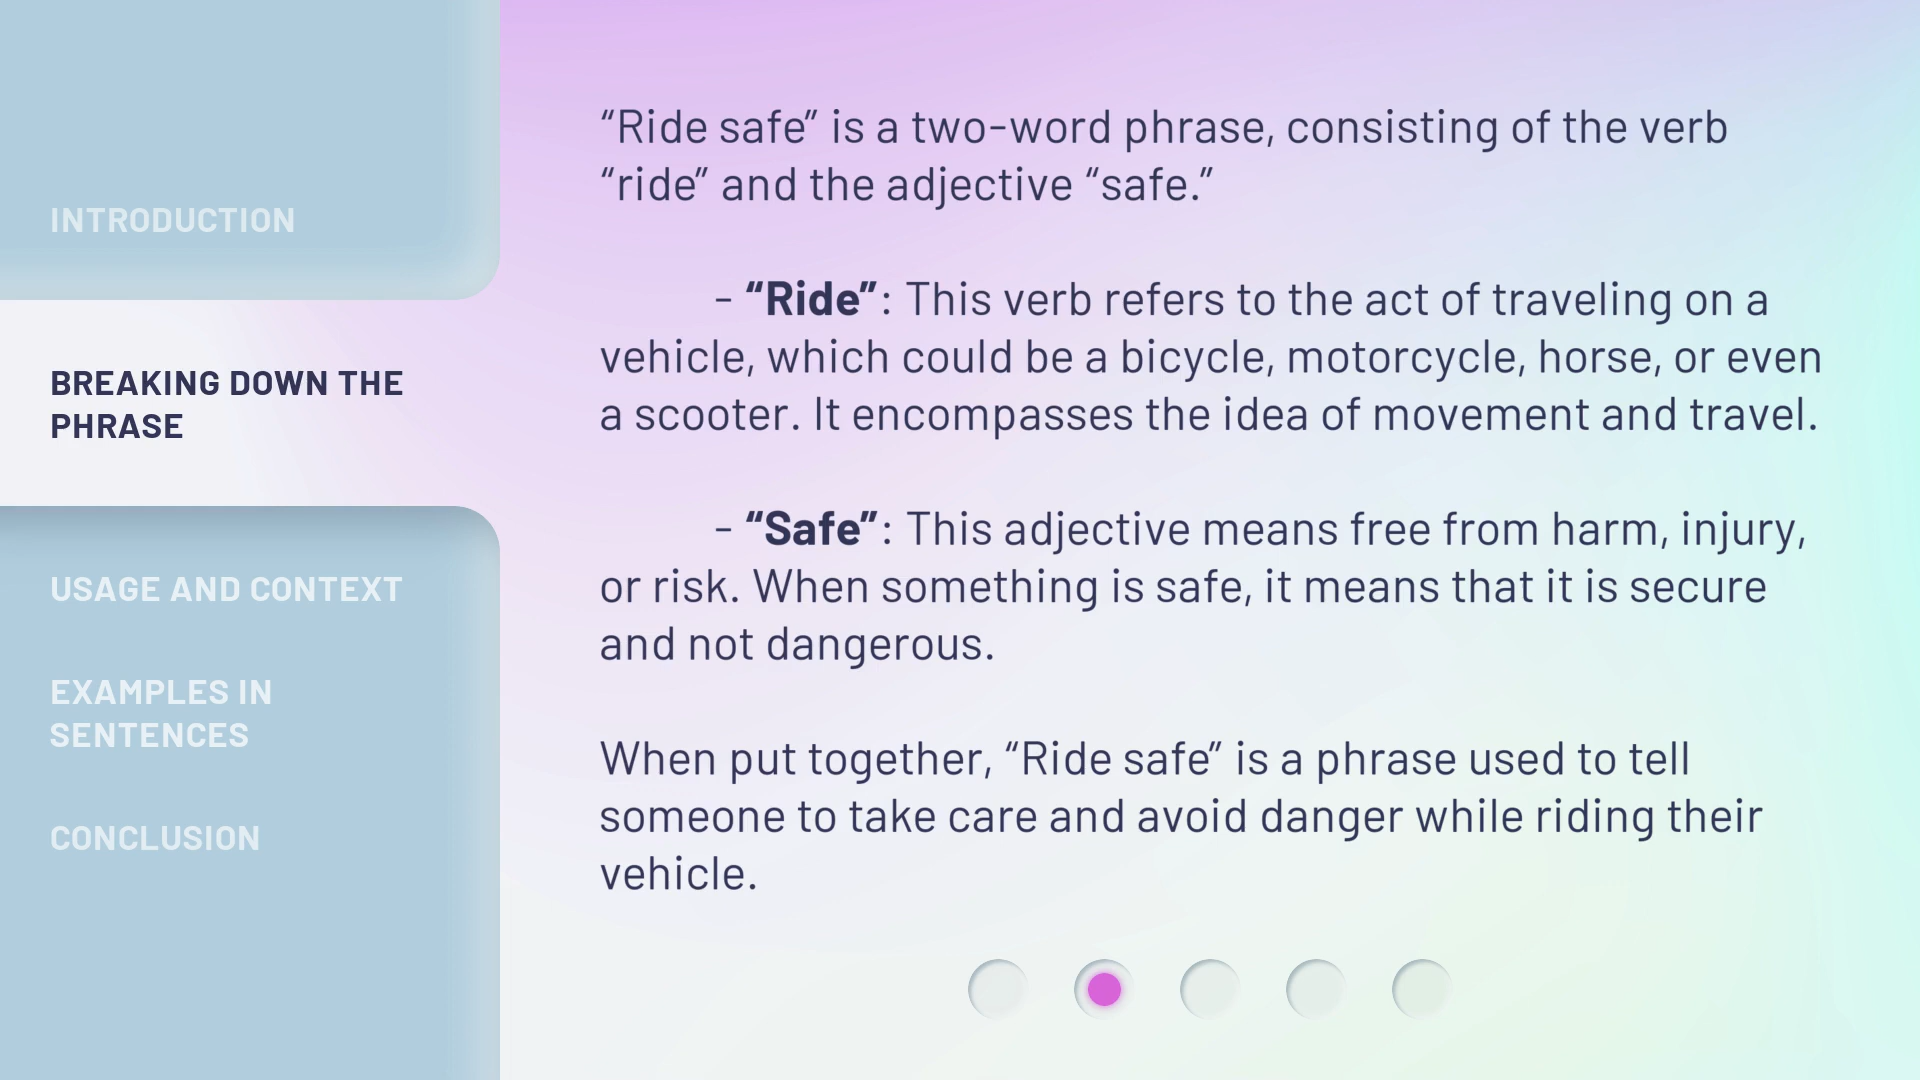 INTRODUCTION
BREAKING DOWN THE
PHRASE
USAGE AND CONTEXT
EXAMPLES IN
SENTENCES
CONCLUSION
“Ride safe” is a two-word phrase, consisting of the verb
“ride” and the adjective “safe.”
- “Ride”: This verb refers to the act of traveling on a
vehicle, which could be a bicycle, motorcycle, horse, or even
a scooter. It encompasses the idea of movement and travel.
- “Safe”: This adjective means free from harm, injury,
or risk. When something is safe, it means that it is secure
and not dangerous.
When put together, “Ride safe” is a phrase used to tell
someone to take care and avoid danger while riding their
vehicle.